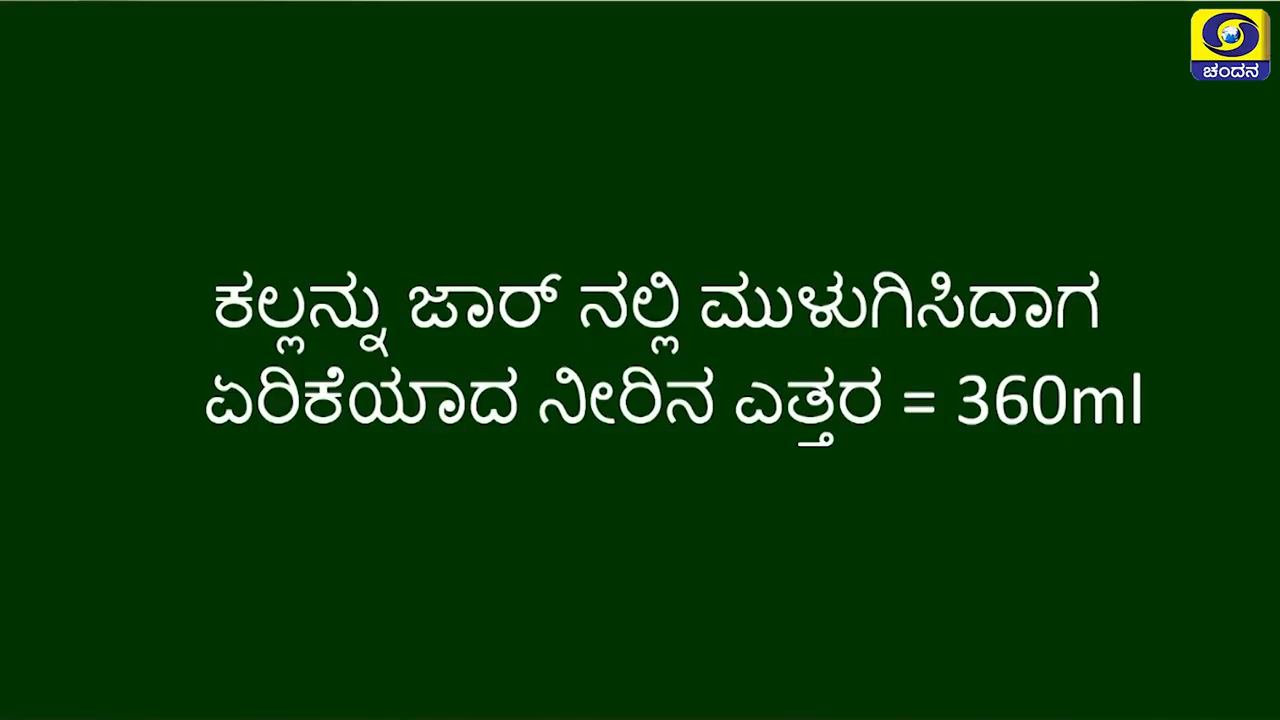 ಚಂದನ
ಕಲ್ಲನ್ನು ಜಾರ್ ನಲ್ಲಿ ಮುಳುಗಿಸಿದಾಗ
ಏರಿಕೆಯಾದ ನೀರಿನ ಎತ್ತರ = 360ml